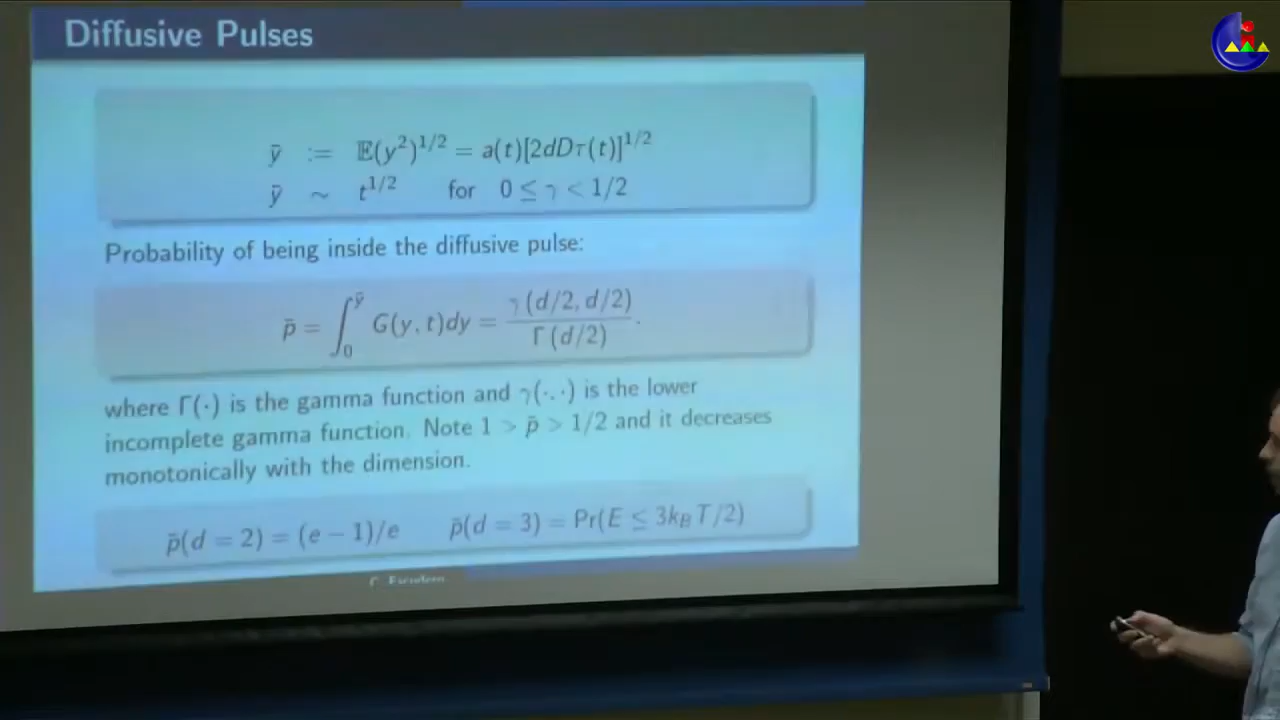 Diffusive Pulses
ȳ := 𝔼(y²)^{1/2} = a(t)[2dDτ(t)]^{1/2}
ȳ ~ t^{1/2} for 0 ≤ γ < 1/2
Probability of being inside the diffusive pulse:
p̄ = ∫₀^ȳ G(y, t)dy = γ(d/2, d/2) / Γ(d/2).
where Γ(·) is the gamma function and γ(·, ·) is the lower
incomplete gamma function. Note 1 > p̄ > 1/2 and it decreases
monotonically with the dimension.
p̄(d = 2) = (e − 1)/e p̄(d = 3) = Pr(E ≤ 3k_BT/2)